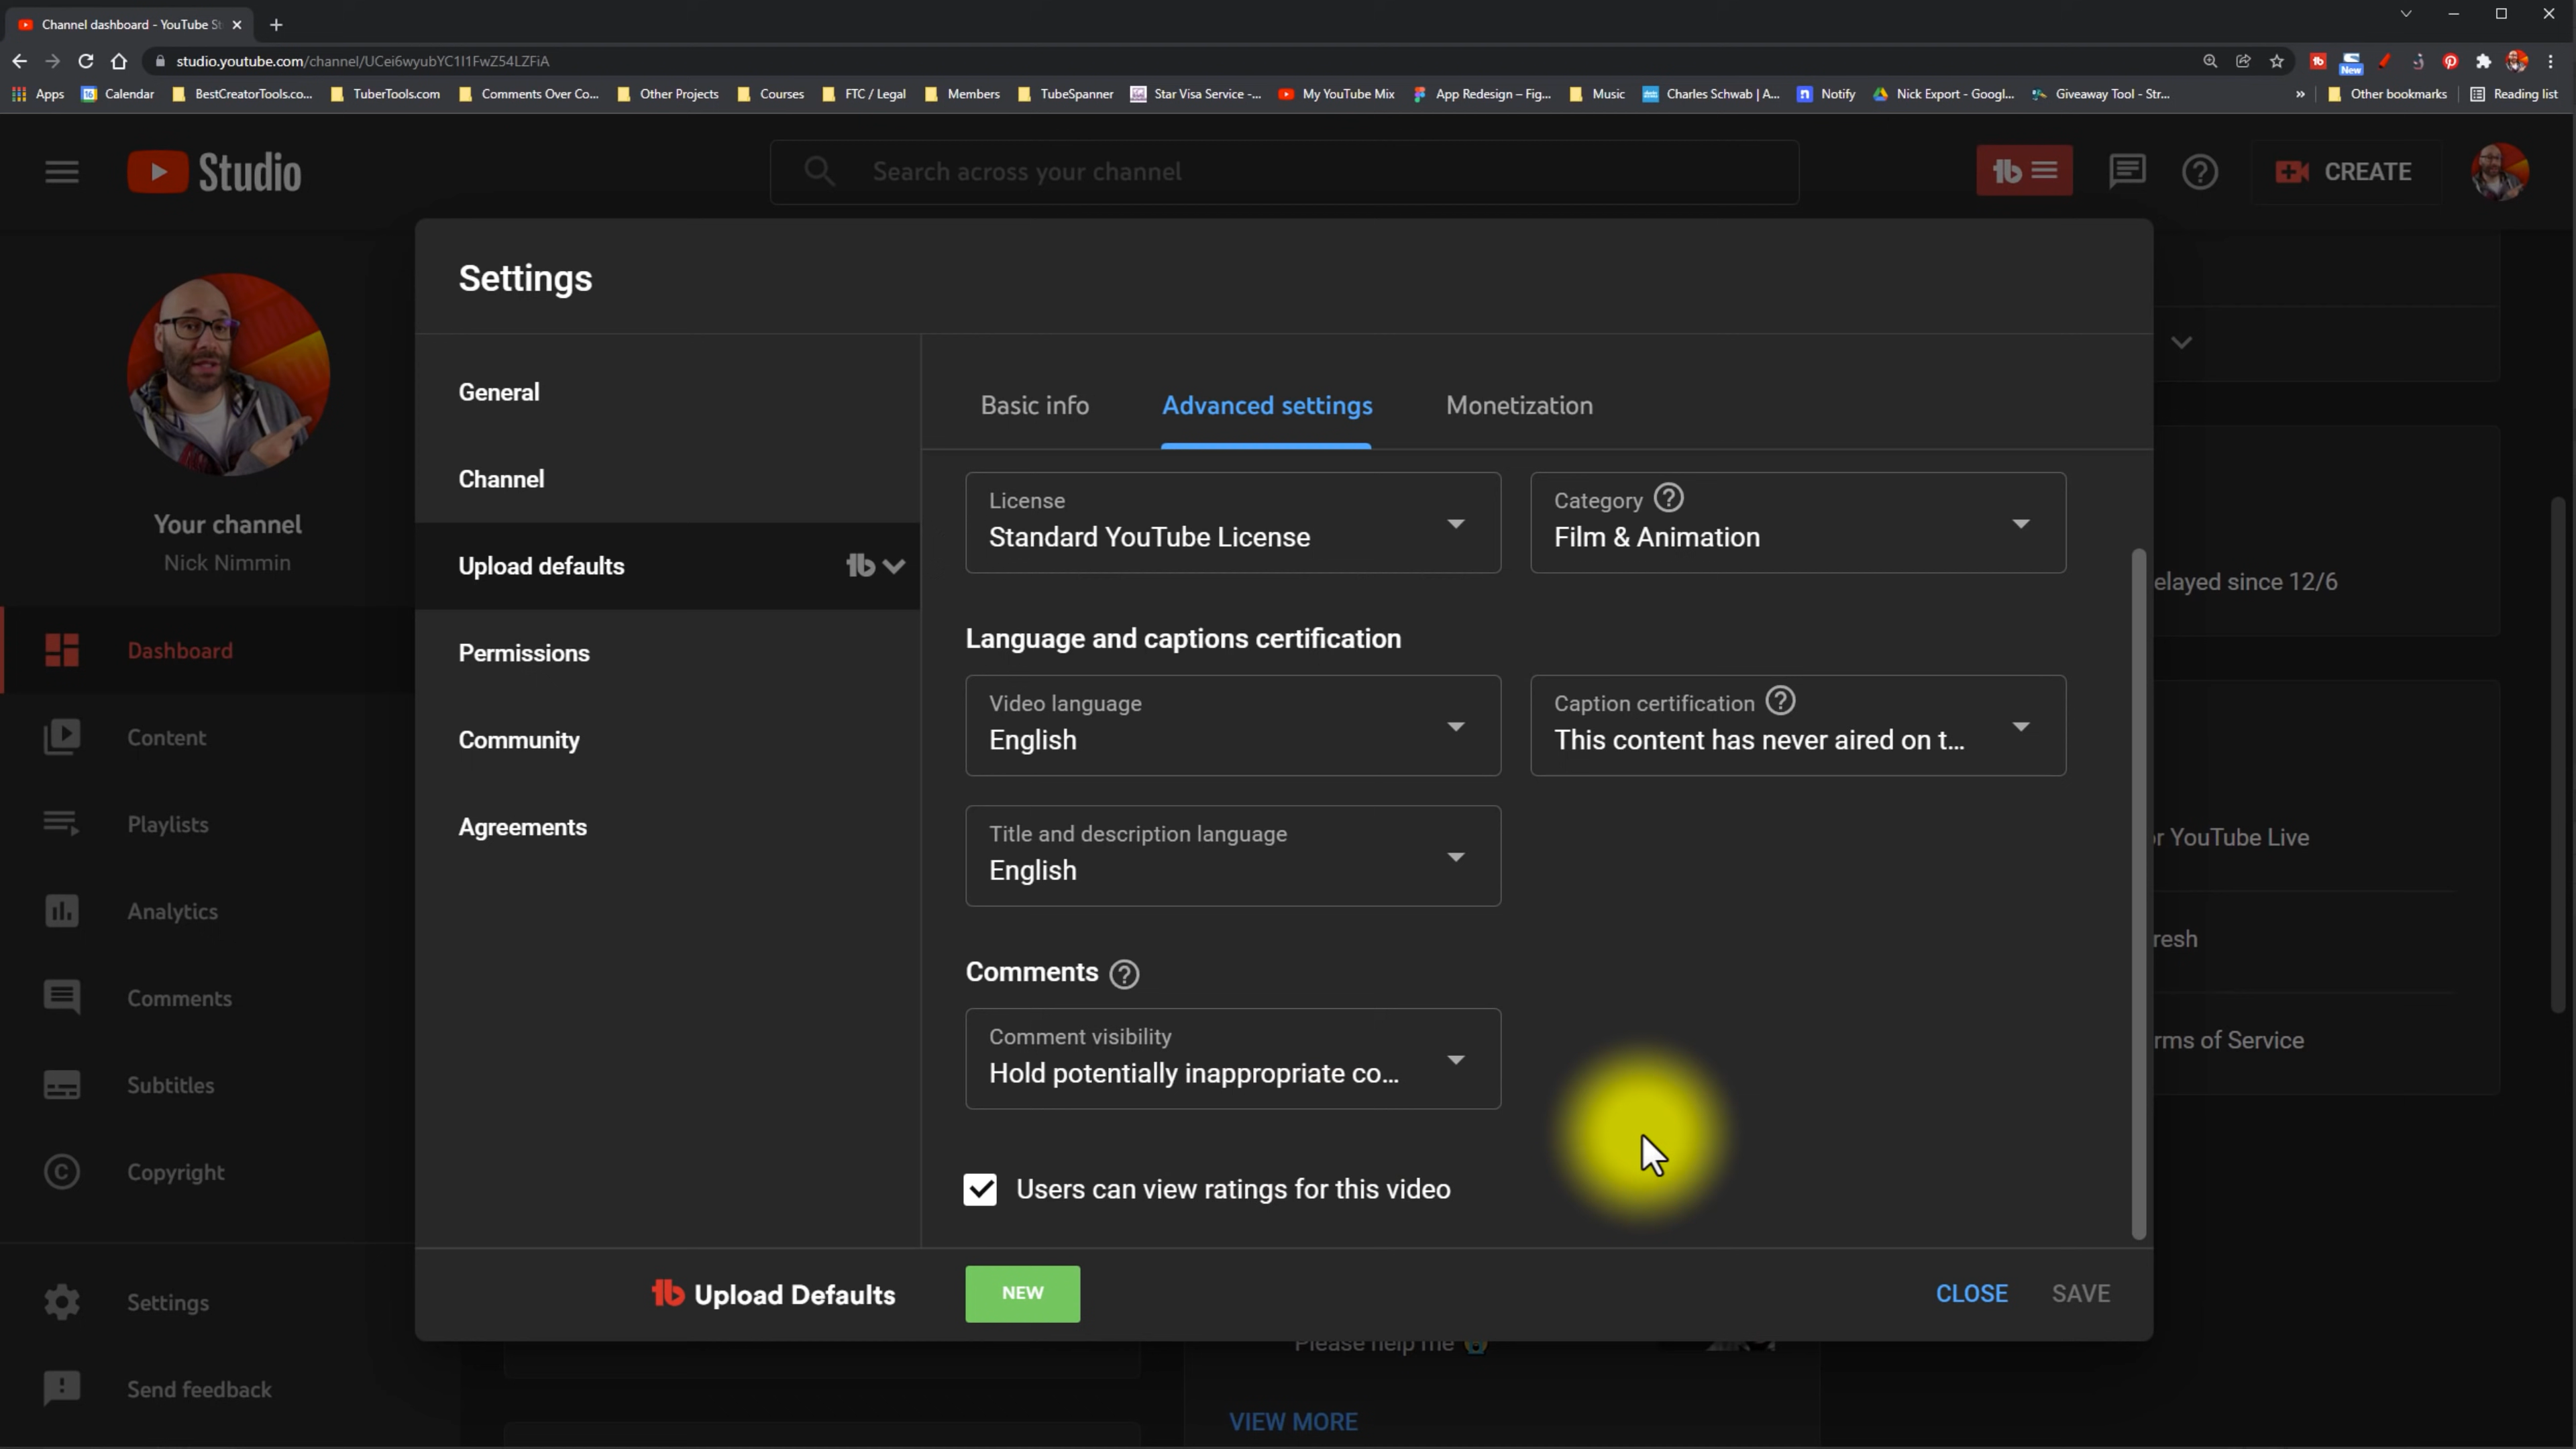 Channel dashboard - YouTube St
studio.youtube.com/channel/UCei6wyubYC1I1FwZ54LZFiA
New
Apps
Calendar
BestCreatorTools.co...
TuberTools.com
Comments Over Co...
Other Projects
Courses
FTC / Legal
Members
TubeSpanner
Star Visa Service -...
My YouTube Mix
App Redesign – Fig...
Music
Charles Schwab | A...
Notify
Nick Export - Googl...
Giveaway Tool - Str...
»
Other bookmarks
Reading list
Studio
Search across your channel
CREATE
Settings
General
Channel
Upload defaults
Permissions
Community
Agreements
Basic info
Advanced settings
Monetization
License
Standard YouTube License
Category
Film & Animation
Language and captions certification
Video language
English
Caption certification
This content has never aired on t...
Title and description language
English
Comments
Comment visibility
Hold potentially inappropriate co...
Users can view ratings for this video
tb Upload Defaults
NEW
CLOSE
SAVE
Your channel
Nick Nimmin
Dashboard
Content
Playlists
Analytics
Comments
Subtitles
Copyright
Settings
Send feedback
elayed since 12/6
or YouTube Live
resh
rms of Service
Please help me
VIEW MORE